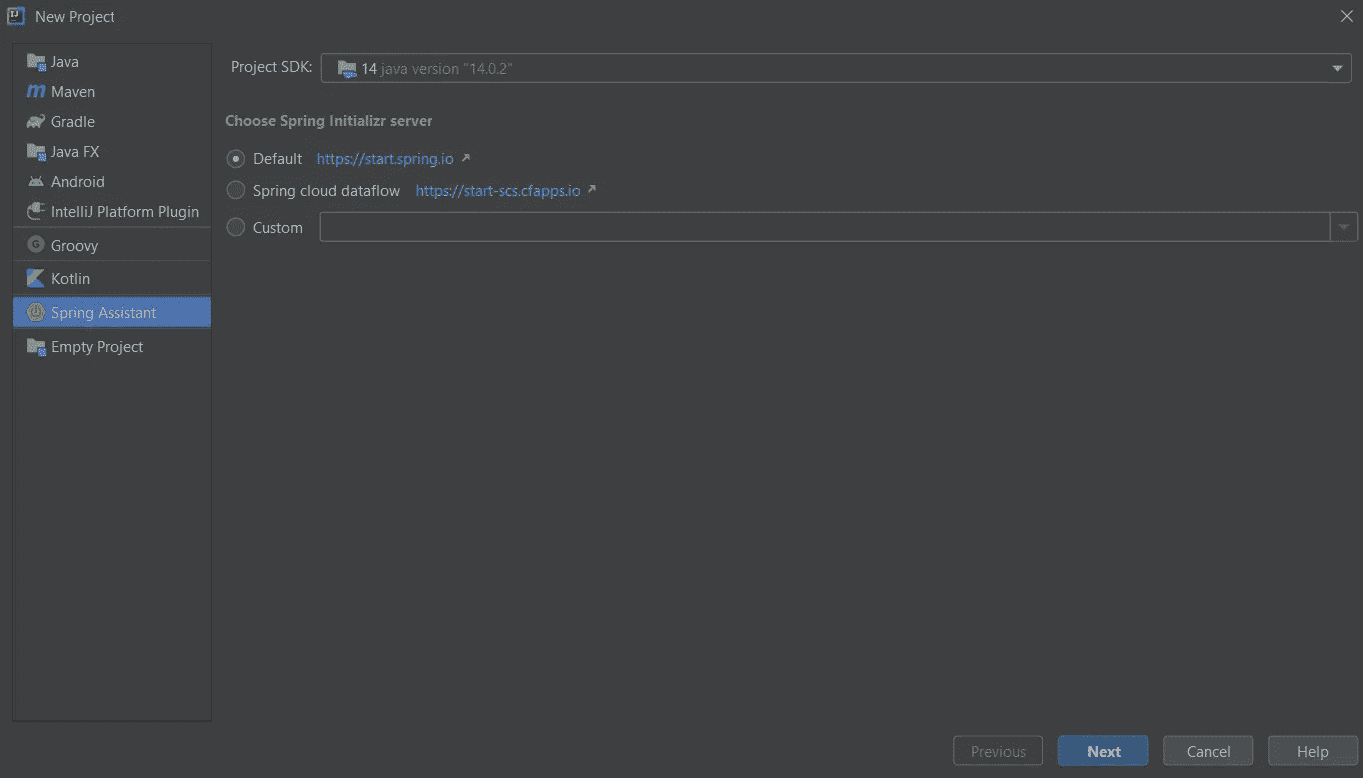 New Project
Java
Maven
Gradle
Java FX
Android
IntelliJ Platform Plugin
Groovy
Kotlin
Spring Assistant
Empty Project
Project SDK: 14 java version "14.0.2"
Choose Spring Initializr server
Default https://start.spring.io
Spring cloud dataflow https://start-scs.cfapps.io
Custom
Previous Next Cancel Help